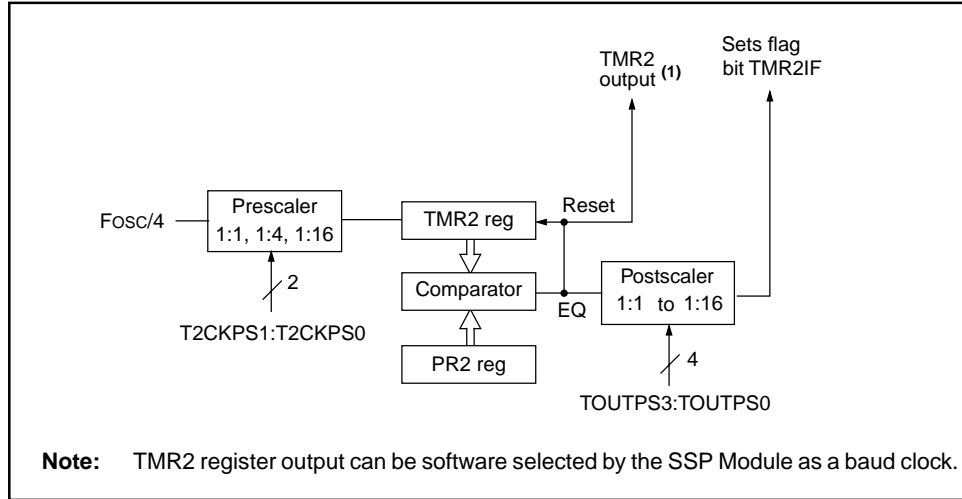 TMR2
output (1)
Sets flag
bit TMR2IF
Reset
FOSC/4
Prescaler
1:1, 1:4, 1:16
TMR2 reg
2
Comparator
EQ
Postscaler
1:1 to 1:16
T2CKPS1:T2CKPS0
PR2 reg
4
TOUTPS3:TOUTPS0
Note: TMR2 register output can be software selected by the SSP Module as a baud clock.